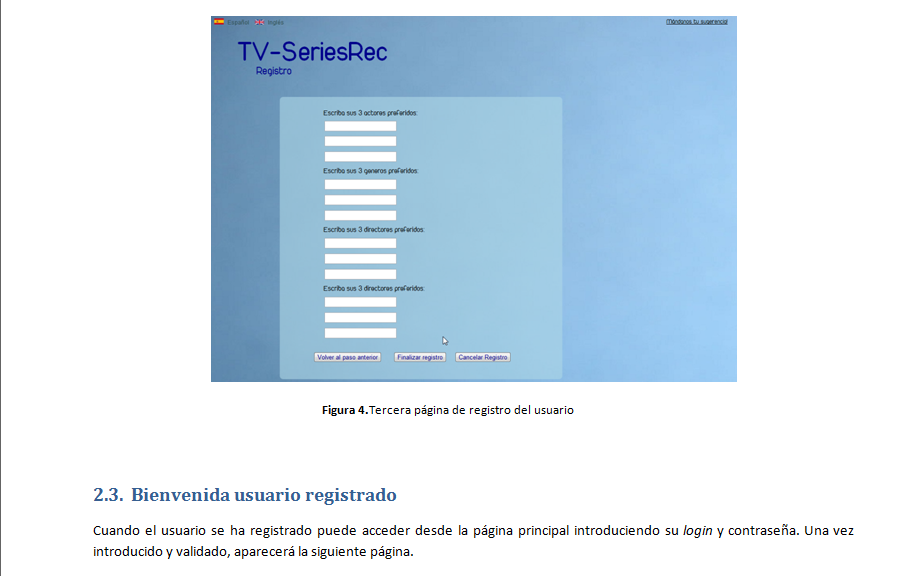 Español Inglés
¡Mándanos tu sugerencia!
TV-SeriesRec
Registro
Escriba sus 3 actores preferidos:
Escriba sus 3 generos preferidos:
Escriba sus 3 directores preferidos:
Escriba sus 3 directores preferidos:
Volver al paso anterior Finalizar registro Cancelar Registro
Figura 4.Tercera página de registro del usuario
2.3. Bienvenida usuario registrado
Cuando el usuario se ha registrado puede acceder desde la página principal introduciendo su login y contraseña. Una vez
introducido y validado, aparecerá la siguiente página.